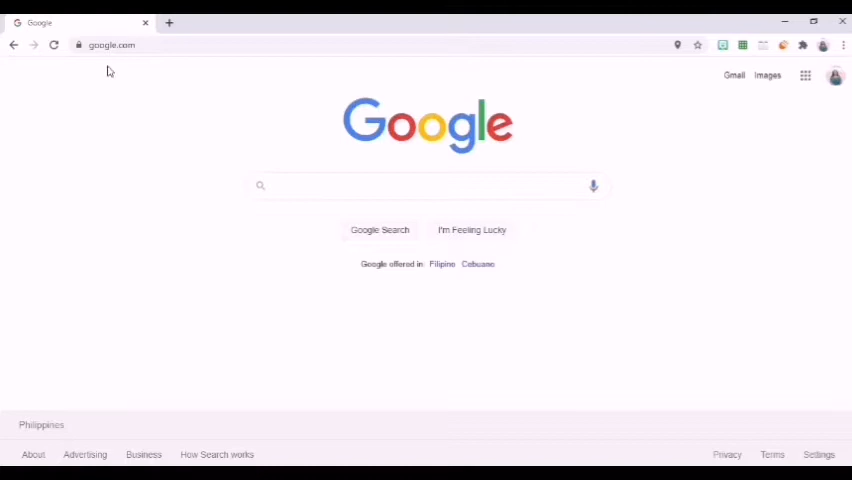 Google
google.com
Gmail Images
Google
Google Search I'm Feeling Lucky
Google offered in: Filipino Cebuano
Philippines
About Advertising Business How Search works Privacy Terms Settings